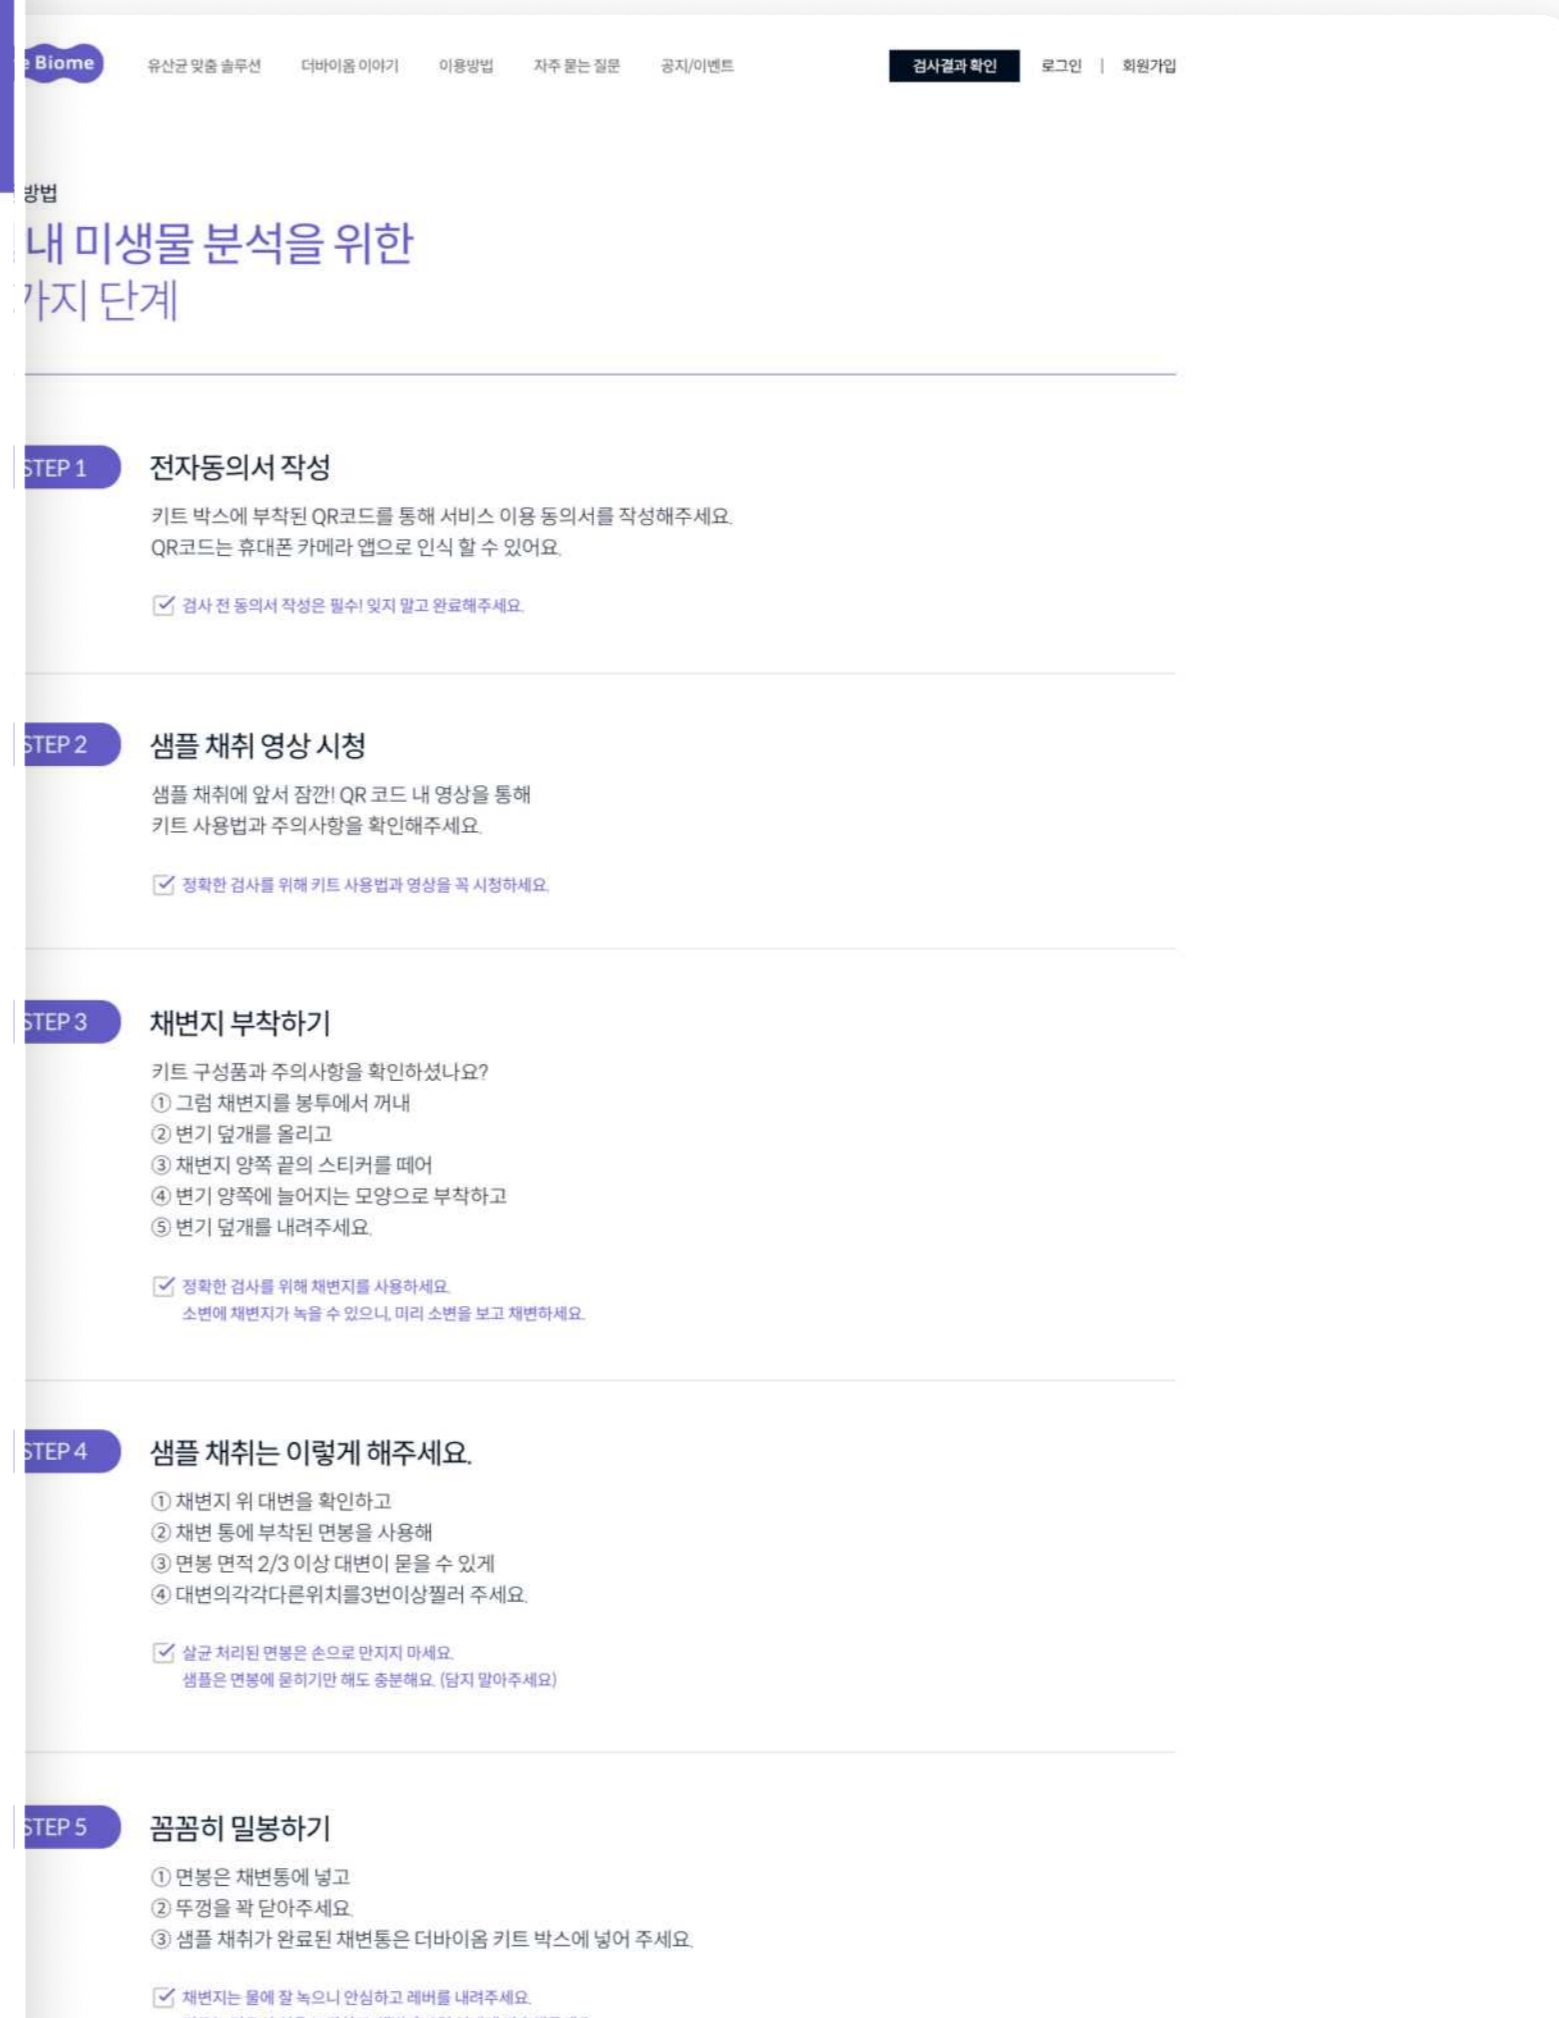 Biome 유산균 맞춤 솔루션 더바이옴 이야기 이용방법 자주 묻는 질문 공지/이벤트 검사결과 확인 로그인 | 회원가입
방법
내 미생물 분석을 위한
가지 단계
STEP 1 전자동의서 작성
키트 박스에 부착된 QR코드를 통해 서비스 이용 동의서를 작성해주세요.
QR코드는 휴대폰 카메라 앱으로 인식 할 수 있어요.
검사 전 동의서 작성은 필수! 잊지 말고 완료해주세요.
STEP 2 샘플 채취 영상 시청
샘플 채취에 앞서 잠깐! QR 코드 내 영상을 통해
키트 사용법과 주의사항을 확인해주세요.
정확한 검사를 위해 키트 사용법과 영상을 꼭 시청하세요.
STEP 3 채변지 부착하기
키트 구성품과 주의사항을 확인하셨나요?
① 그럼 채변지를 봉투에서 꺼내
② 변기 덮개를 올리고
③ 채변지 양쪽 끝의 스티커를 떼어
④ 변기 양쪽에 늘어지는 모양으로 부착하고
⑤ 변기 덮개를 내려주세요.
정확한 검사를 위해 채변지를 사용하세요.
소변에 채변지가 녹을 수 있으니, 미리 소변을 보고 채변하세요.
STEP 4 샘플 채취는 이렇게 해주세요.
① 채변지 위 대변을 확인하고
② 채변 통에 부착된 면봉을 사용해
③ 면봉 면적 2/3 이상 대변이 묻을 수 있게
④ 대변의각각다른위치를3번이상찔러 주세요.
살균 처리된 면봉은 손으로 만지지 마세요.
샘플은 면봉에 묻히기만 해도 충분해요. (담지 말아주세요)
STEP 5 꼼꼼히 밀봉하기
① 면봉은 채변통에 넣고
② 뚜껑을 꽉 닫아주세요.
③ 샘플 채취가 완료된 채변통은 더바이옴 키트 박스에 넣어 주세요.
채변지는 물에 잘 녹으니 안심하고 레버를 내려주세요.